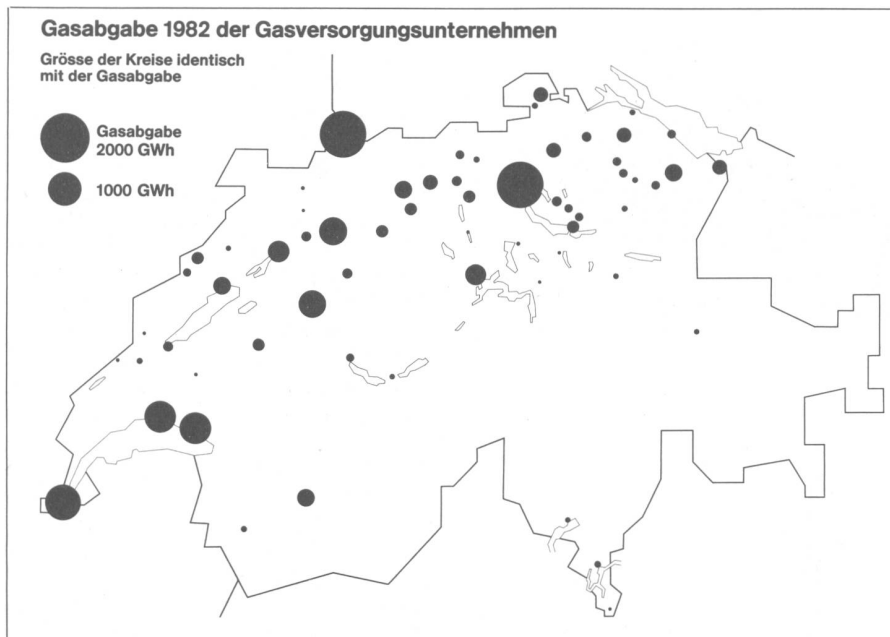 Gasabgabe 1982 der Gasversorgungsunternehmen
Grösse der Kreise identisch
mit der Gasabgabe
Gasabgabe
2000 GWh
1000 GWh